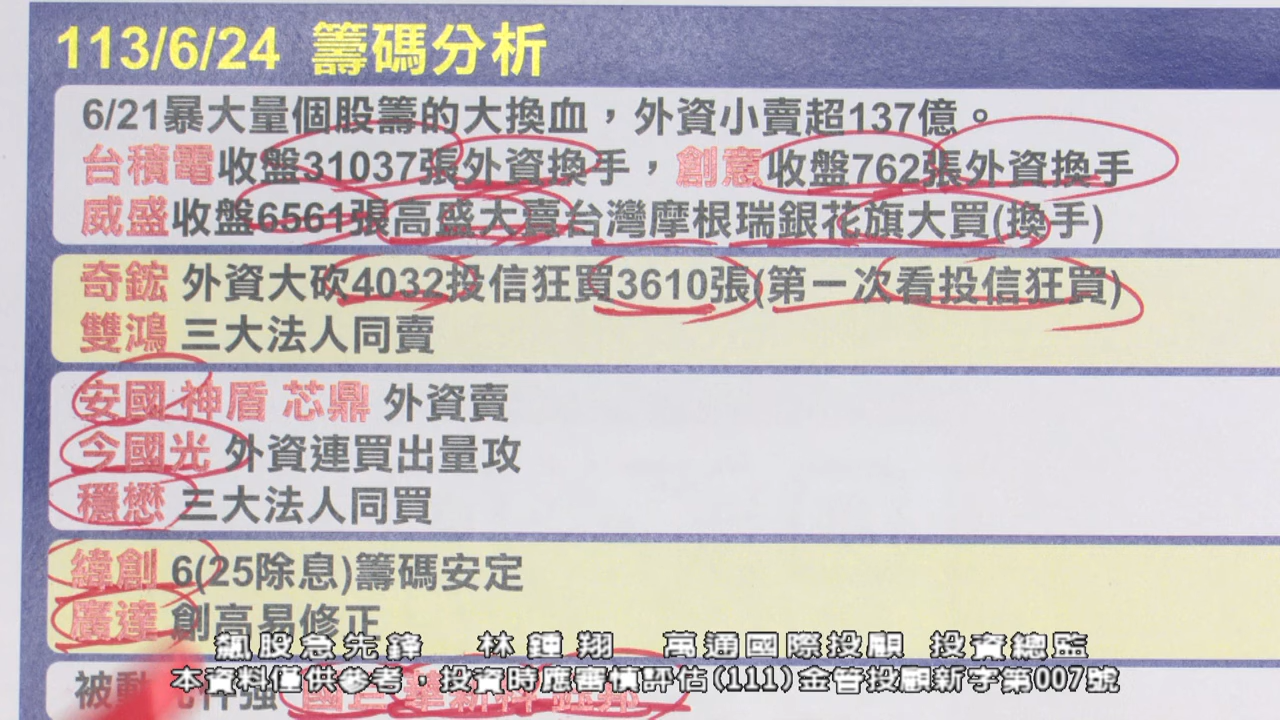 113/6/24 籌碼分析
6/21暴大量個股籌的大換血，外資小賣超137億。
台積電收盤31037張外資換手，創意收盤762張外資換手
威盛收盤6561張高盛大賣台灣摩根瑞銀花旗大買(換手)
奇鋐 外資大砍4032投信狂買3610張(第一次看投信狂買)
雙鴻 三大法人同賣
安國 神盾 芯鼎 外資賣
今國光 外資連買出量攻
穩懋 三大法人同買
緯創 6(25除息)籌碼安定
廣達 創高易修正
飆股急先鋒 林鍾翔 萬通國際投顧 投資總監
被動
本資料僅供參考，投資時應審慎評估(111)金管投顧新字第007號